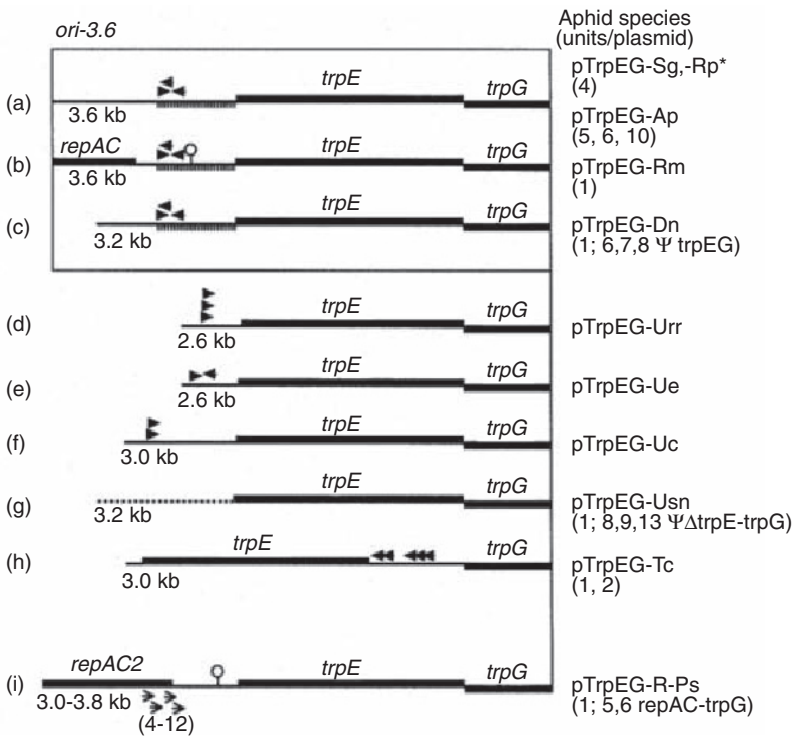 ori-3.6
Aphid species
(units/plasmid)
(a)
3.6 kb
trpE
trpG
pTrpEG-Sg,-Rp*
(4)
pTrpEG-Ap
(5, 6, 10)
(b)
repAC
3.6 kb
trpE
trpG
pTrpEG-Rm
(1)
(c)
3.2 kb
trpE
trpG
pTrpEG-Dn
(1; 6,7,8 Ψ trpEG)
(d)
2.6 kb
trpE
trpG
pTrpEG-Urr
(e)
2.6 kb
trpE
trpG
pTrpEG-Ue
(f)
3.0 kb
trpE
trpG
pTrpEG-Uc
(g)
3.2 kb
trpE
trpG
pTrpEG-Usn
(1; 8,9,13 ΨΔtrpE-trpG)
(h)
3.0 kb
trpE
trpG
pTrpEG-Tc
(1, 2)
(i)
repAC2
3.0-3.8 kb
(4-12)
trpE
trpG
pTrpEG-R-Ps
(1; 5,6 repAC-trpG)